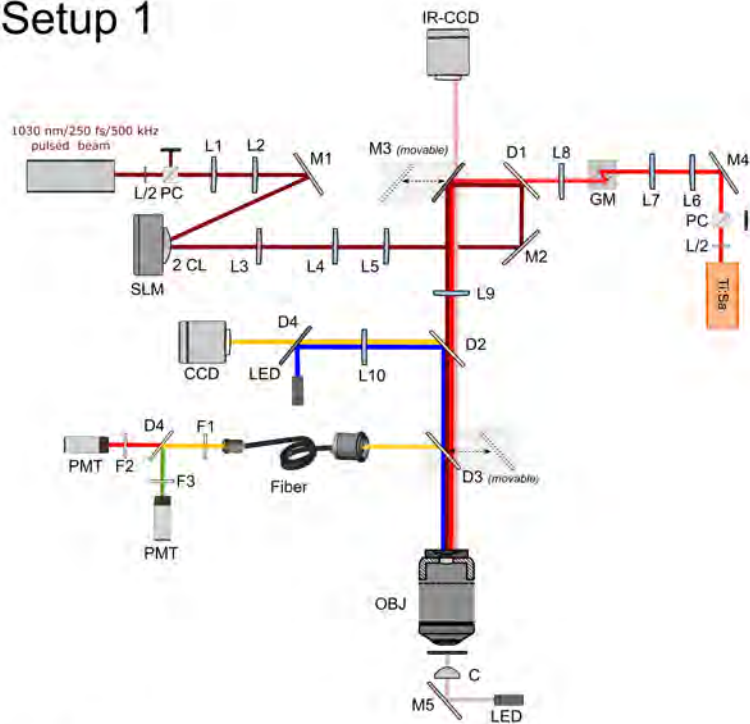 Setup 1
IR-CCD
1030 nm/250 fs/500 kHz
pulsed beam
L1
L2
M1
M3 (movable)
D1
L8
M4
L/2
PC
GM
L7
L6
PC
L/2
Ti:Sa
SLM
2 CL
L3
L4
L5
M2
L9
D4
D2
CCD
LED
L10
D4
F1
PMT
F2
F3
Fiber
D3 (movable)
PMT
OBJ
C
M5
LED